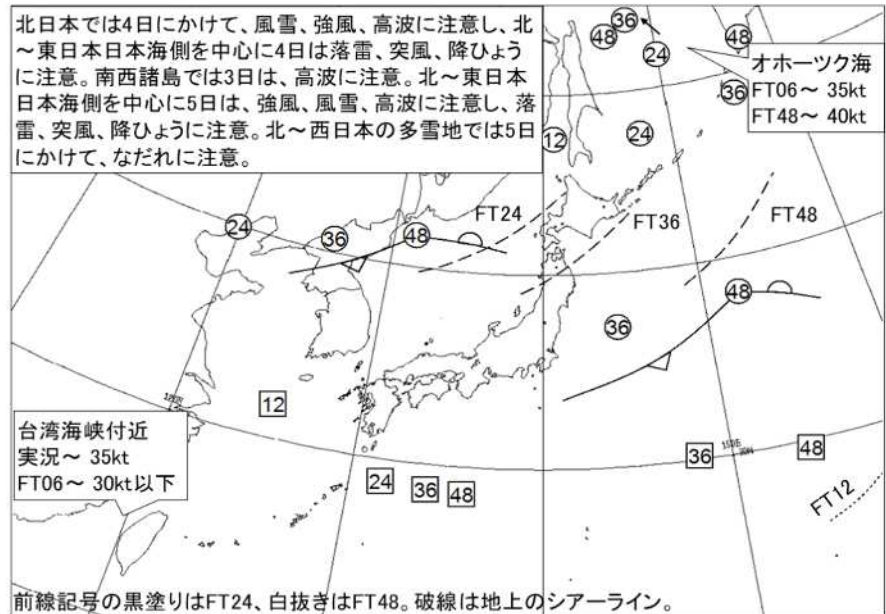 北日本では4日にかけて、風雪、強風、高波に注意し、北
～東日本日本海側を中心に4日は落雷、突風、降ひょう
に注意。南西諸島では3日は、高波に注意。北～東日本
日本海側を中心に5日は、強風、風雪、高波に注意し、落
雷、突風、降ひょうに注意。北～西日本の多雪地では5日
にかけて、なだれに注意。
36
48
24
48
オホーツク海
FT06～ 35kt
FT48～ 40kt
36
12
24
FT24
FT36
FT48
24
36
48
48
36
12
台湾海峡付近
実況～ 35kt
FT06～ 30kt以下
24
36
48
36
150E
30N
48
FT12
前線記号の黒塗りはFT24、白抜きはFT48。破線は地上のシアーライン。